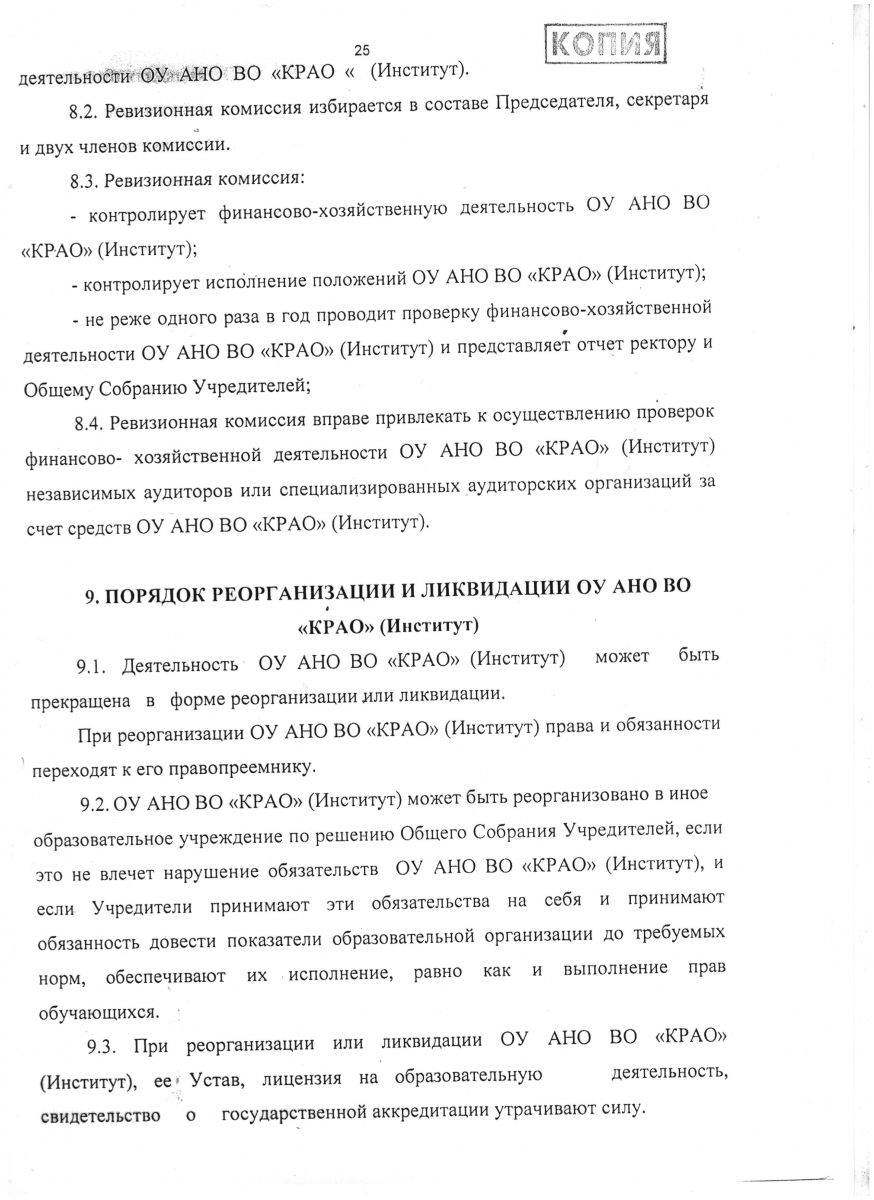 25
КОПИЯ
деятельности ОУ АНО ВО «КРАО « (Институт).
8.2. Ревизионная комиссия избирается в составе Председателя, секретаря
и двух членов комиссии.
8.3. Ревизионная комиссия:
- контролирует финансово-хозяйственную деятельность ОУ АНО ВО
«КРАО» (Институт);
- контролирует исполнение положений ОУ АНО ВО «КРАО» (Институт);
- не реже одного раза в год проводит проверку финансово-хозяйственной
деятельности ОУ АНО ВО «КРАО» (Институт) и представляет отчет ректору и
Общему Собранию Учредителей;
8.4. Ревизионная комиссия вправе привлекать к осуществлению проверок
финансово- хозяйственной деятельности ОУ АНО ВО «КРАО» (Институт)
независимых аудиторов или специализированных аудиторских организаций за
счет средств ОУ АНО ВО «КРАО» (Институт).
9. ПОРЯДОК РЕОРГАНИЗАЦИИ И ЛИКВИДАЦИИ ОУ АНО ВО
«КРАО» (Институт)
9.1. Деятельность ОУ АНО ВО «КРАО» (Институт) может быть
прекращена в форме реорганизации или ликвидации.
При реорганизации ОУ АНО ВО «КРАО» (Институт) права и обязанности
переходят к его правопреемнику.
9.2. ОУ АНО ВО «КРАО» (Институт) может быть реорганизовано в иное
образовательное учреждение по решению Общего Собрания Учредителей, если
это не влечет нарушение обязательств ОУ АНО ВО «КРАО» (Институт), и
если Учредители принимают эти обязательства на себя и принимают
обязанность довести показатели образовательной организации до требуемых
норм, обеспечивают их исполнение, равно как и выполнение прав
обучающихся.
9.3. При реорганизации или ликвидации ОУ АНО ВО «КРАО»
(Институт), ее Устав, лицензия на образовательную деятельность,
свидетельство о государственной аккредитации утрачивают силу.